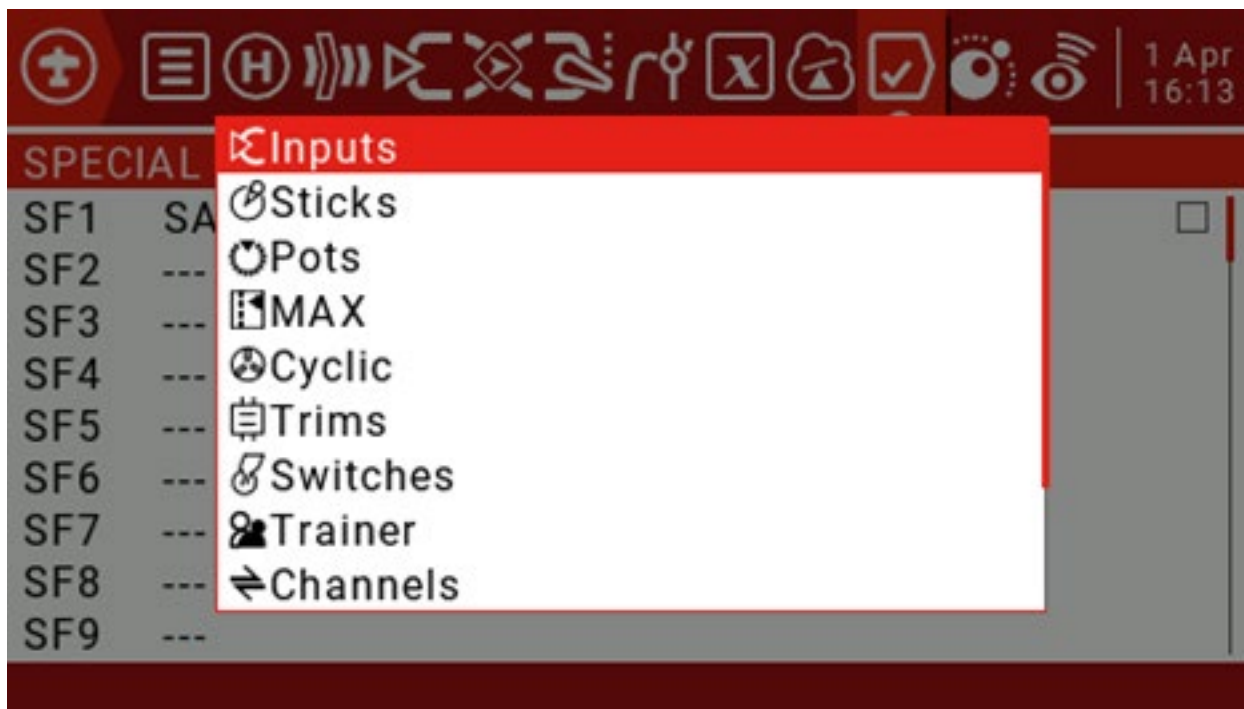 1 Apr
16:13
SPECIAL
Inputs
SF1 SA
Sticks
SF2 ---
Pots
SF3 ---
MAX
SF4 ---
Cyclic
SF5 ---
Trims
SF6 ---
Switches
SF7 ---
Trainer
SF8 ---
Channels
SF9 ---